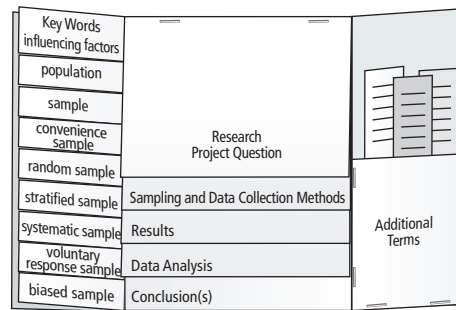 Key Words
influencing factors
population
sample
convenience
sample
random sample
stratified sample
systematic sample
voluntary
response sample
biased sample
Research
Project Question
Sampling and Data Collection Methods
Results
Data Analysis
Conclusion(s)
Additional
Terms